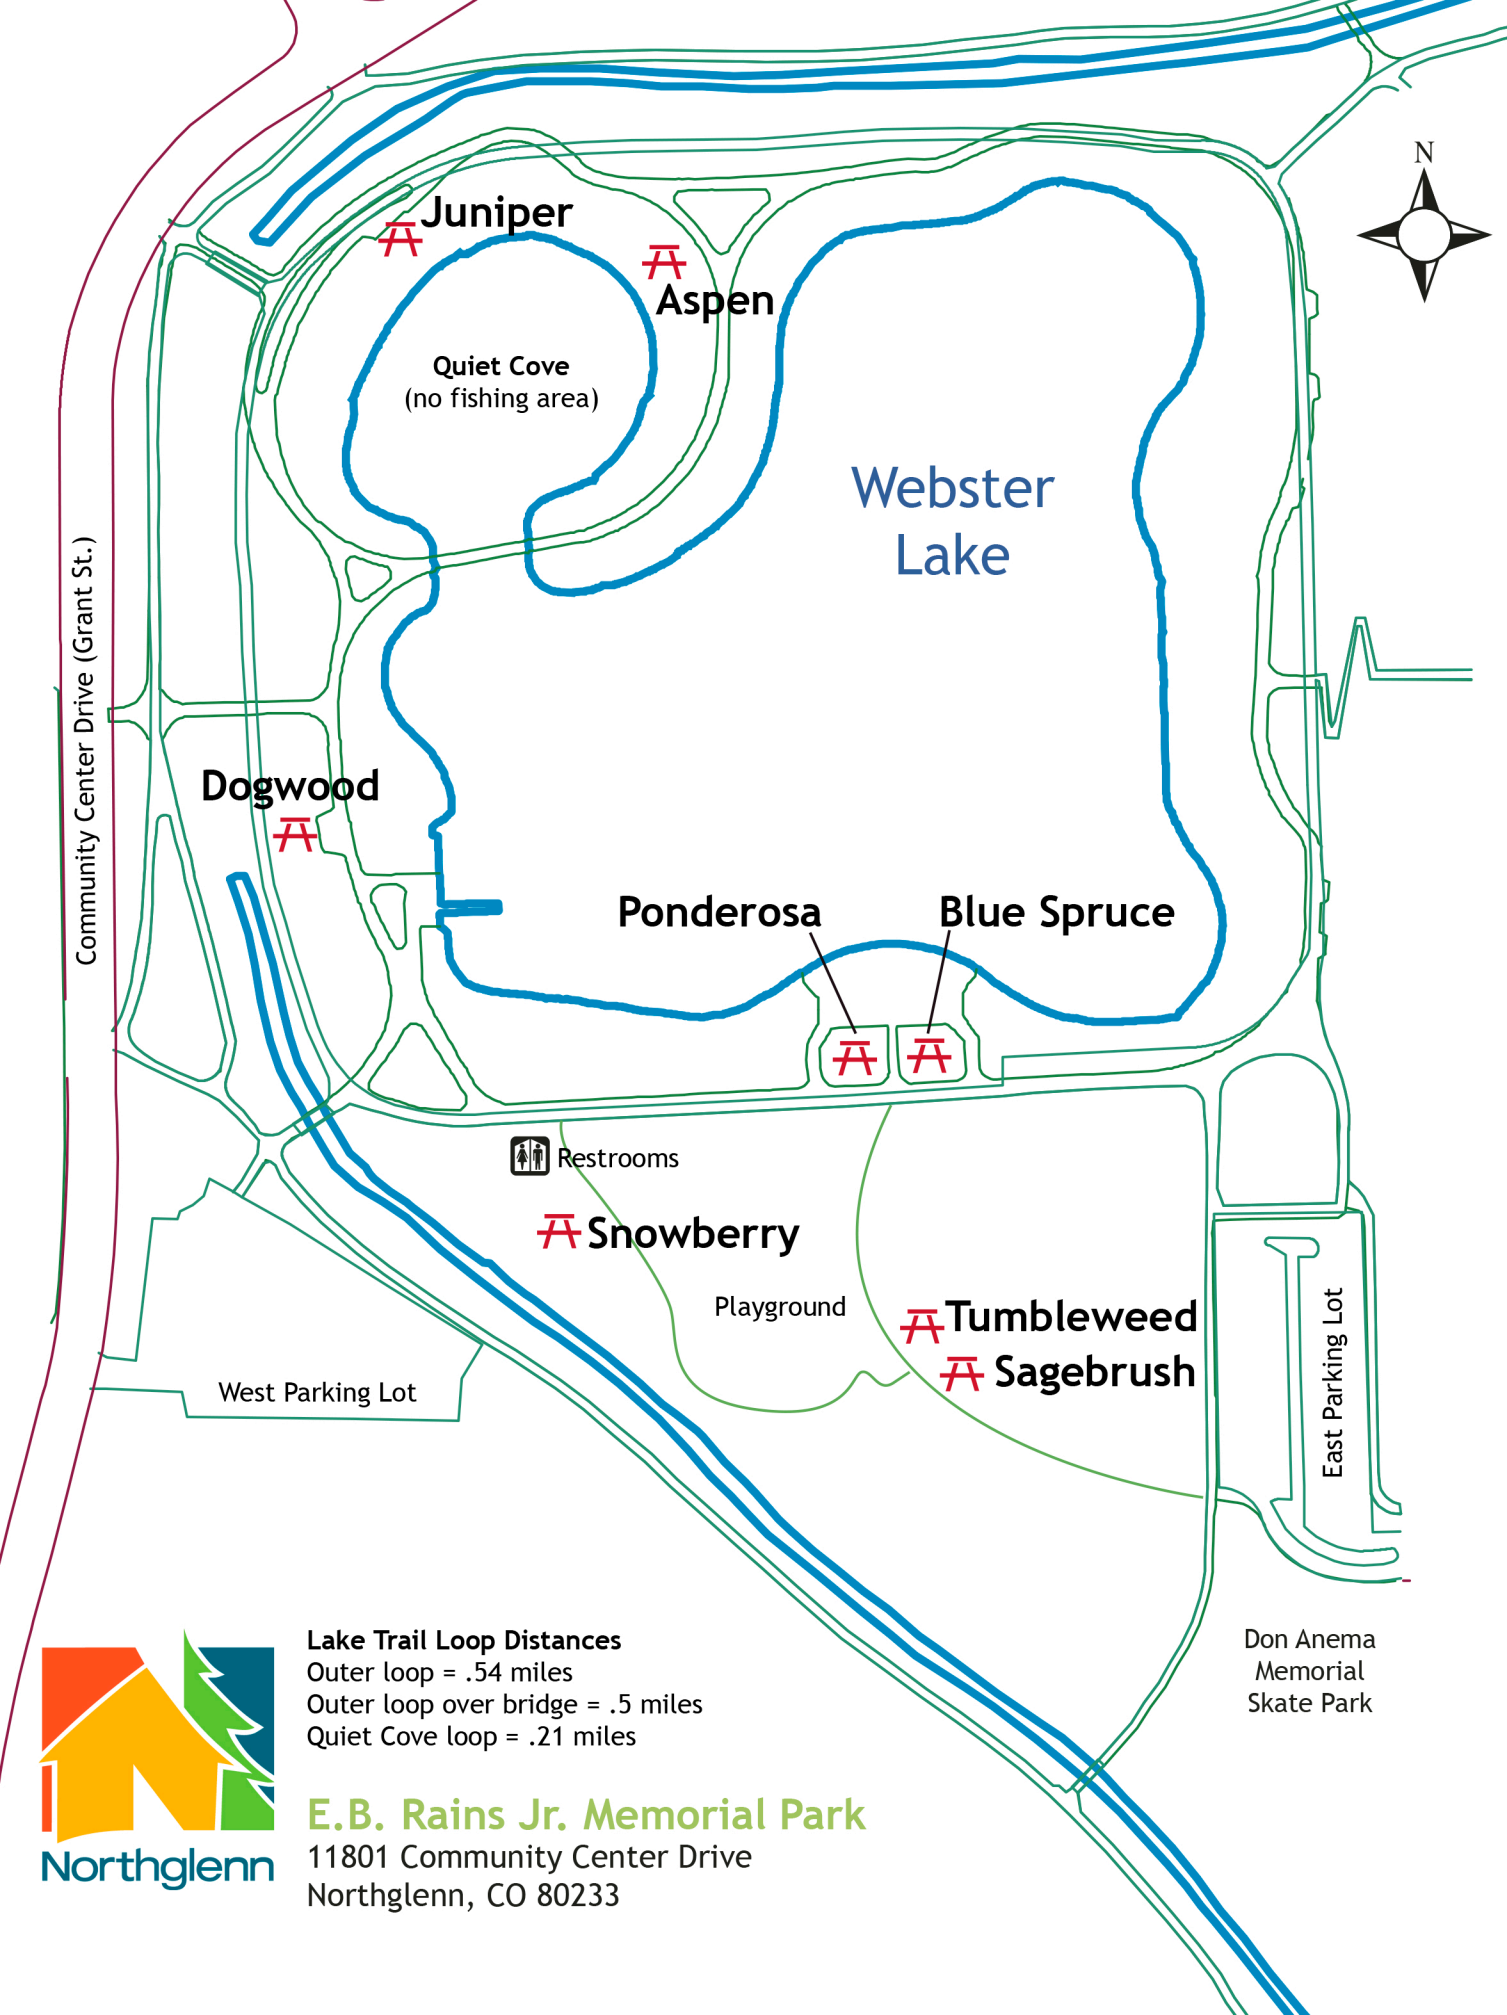 N
Juniper
Aspen
Quiet Cove
(no fishing area)
Webster
Lake
Community Center Drive (Grant St.)
Dogwood
Ponderosa
Blue Spruce
Restrooms
Snowberry
Playground
Tumbleweed
Sagebrush
East Parking Lot
West Parking Lot
Don Anema
Memorial
Skate Park
Lake Trail Loop Distances
Outer loop = .54 miles
Outer loop over bridge = .5 miles
Quiet Cove loop = .21 miles
E.B. Rains Jr. Memorial Park
11801 Community Center Drive
Northglenn, CO 80233
Northglenn